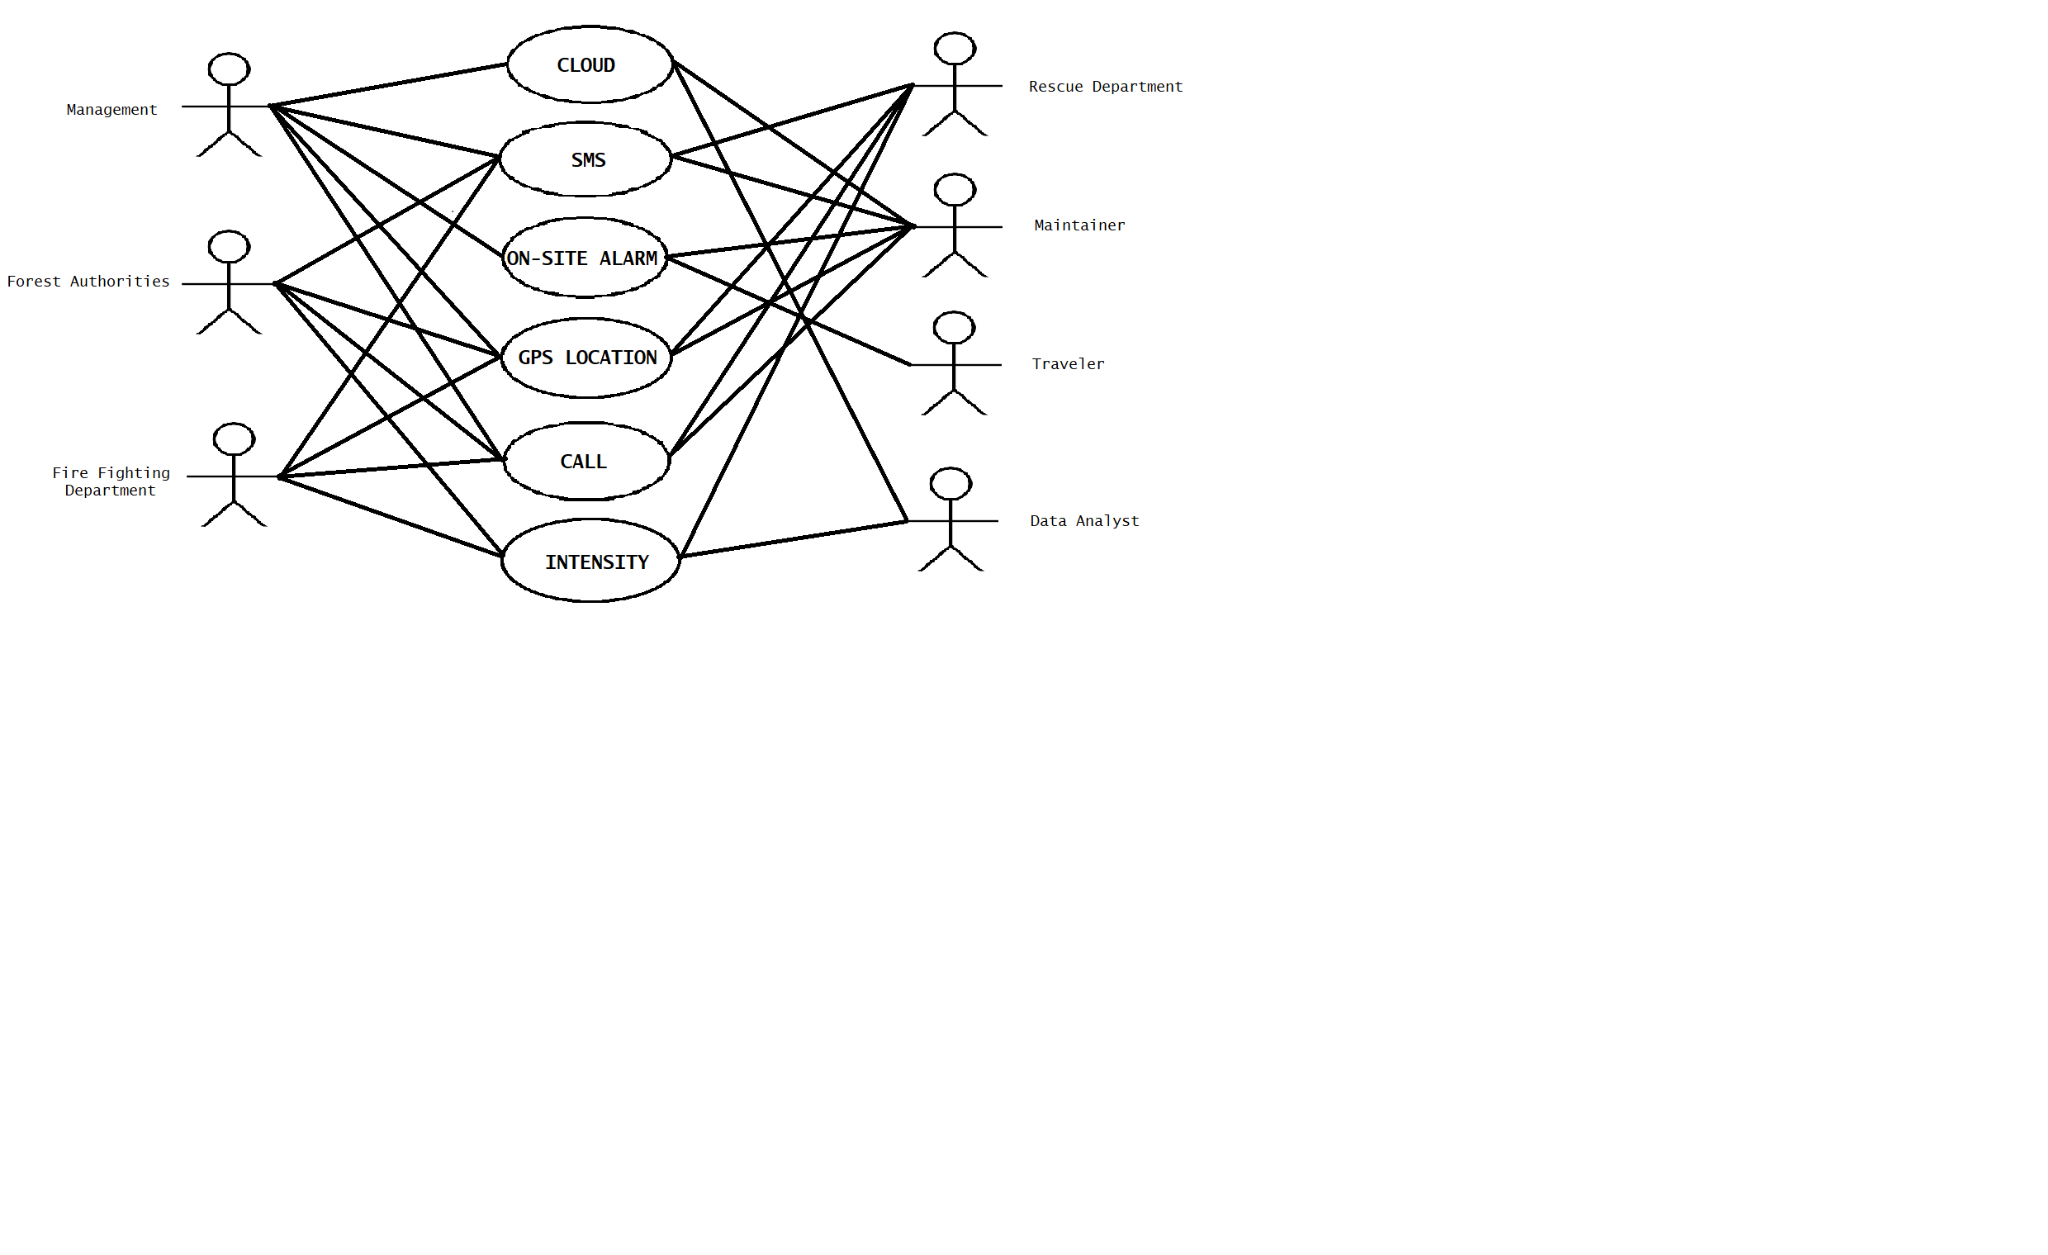 Management
Forest Authorities
Fire Fighting
Department
CLOUD
SMS
ON-SITE ALARM
GPS LOCATION
CALL
INTENSITY
Rescue Department
Maintainer
Traveler
Data Analyst